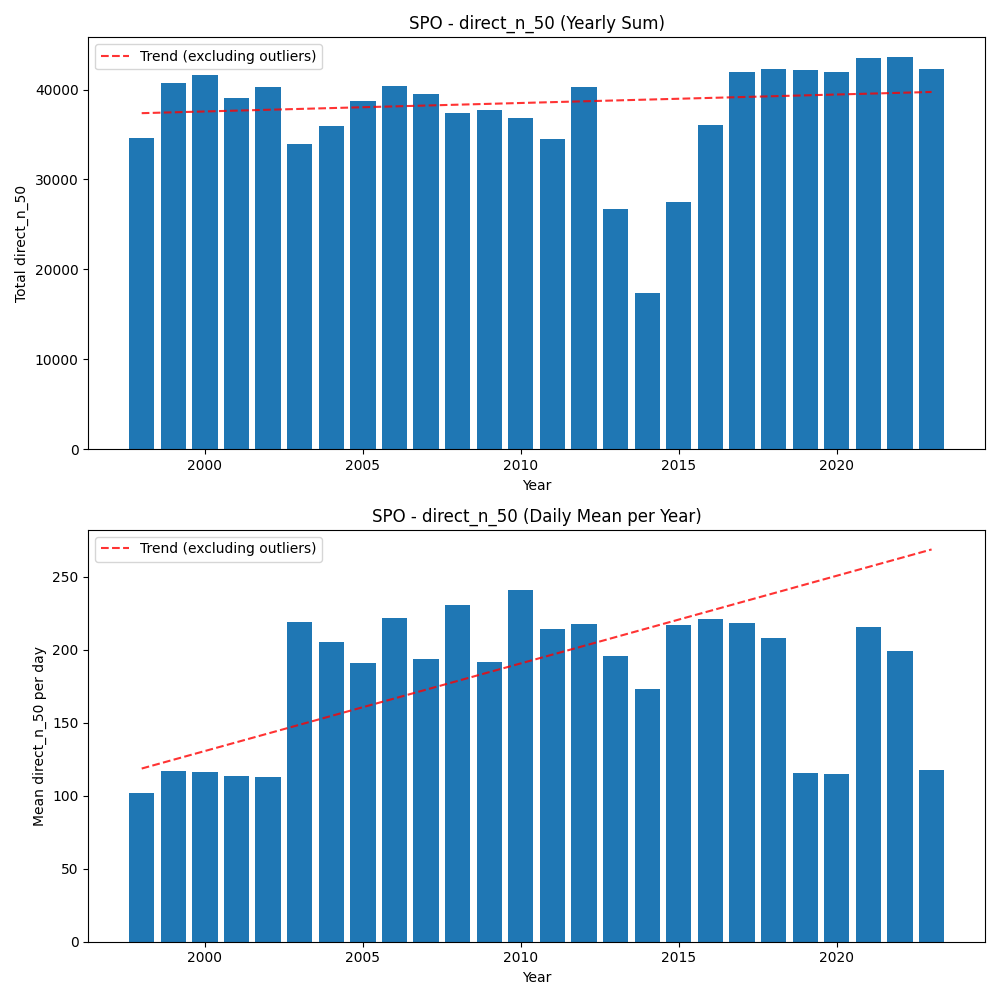 SPO - direct_n_50 (Yearly Sum)
Trend (excluding outliers)
40000
30000
20000
10000
0
Total direct_n_50
2000 2005 2010 2015 2020
Year
SPO - direct_n_50 (Daily Mean per Year)
Trend (excluding outliers)
250
200
150
100
50
0
Mean direct_n_50 per day
2000 2005 2010 2015 2020
Year